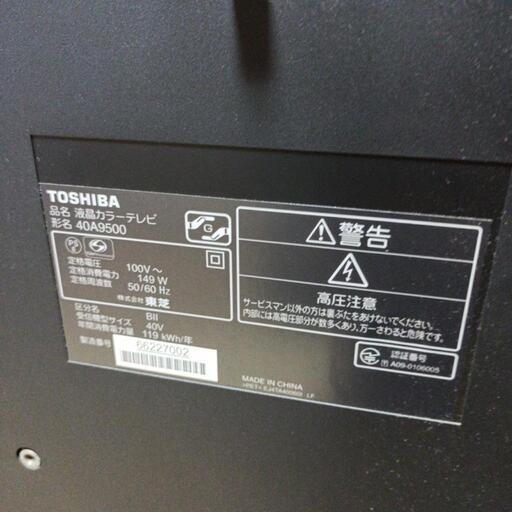 TOSHIBA
品名 液晶カラーテレビ
形名 40A9500
G
PS
E
定格電圧 100V～
定格消費電力 149 W
定格周波数 50/60 Hz
株式会社 東芝
区分名 BII
受信機型サイズ 40V
年間消費電力量 119 kWh/年
製造番号 66227002
警告
高圧注意
サービスマン以外の方は裏ぶたをあけないでください。
内部には高電圧部分が数多くあり、万一さわると危険です。
認証番号
A09-0106005
MADE IN CHINA
>PET<
LF